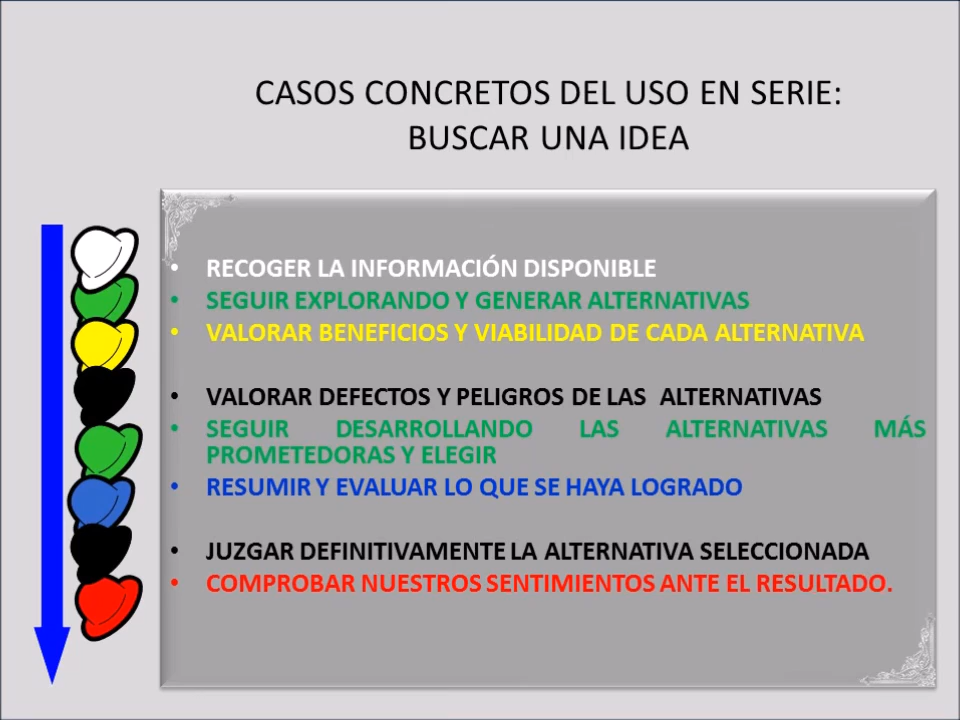 CASOS CONCRETOS DEL USO EN SERIE:
BUSCAR UNA IDEA
• RECOGER LA INFORMACIÓN DISPONIBLE
• SEGUIR EXPLORANDO Y GENERAR ALTERNATIVAS
• VALORAR BENEFICIOS Y VIABILIDAD DE CADA ALTERNATIVA
• VALORAR DEFECTOS Y PELIGROS DE LAS ALTERNATIVAS
• SEGUIR DESARROLLANDO LAS ALTERNATIVAS MÁS
PROMETEDORAS Y ELEGIR
• RESUMIR Y EVALUAR LO QUE SE HAYA LOGRADO
• JUZGAR DEFINITIVAMENTE LA ALTERNATIVA SELECCIONADA
• COMPROBAR NUESTROS SENTIMIENTOS ANTE EL RESULTADO.